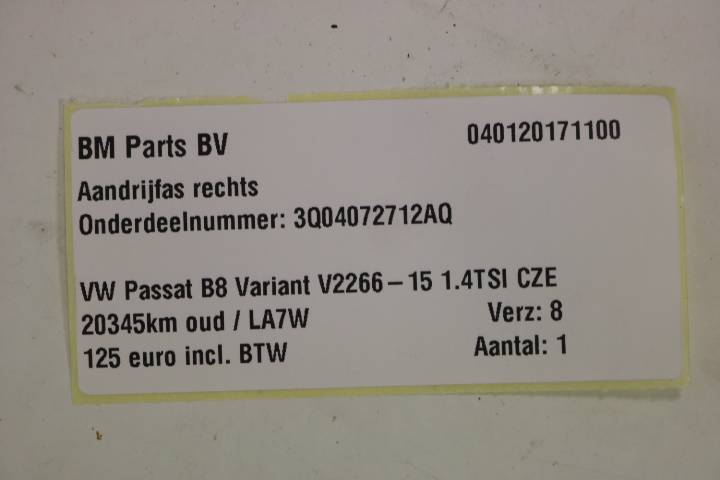 BM Parts BV 040120171100
Aandrijfas rechts
Onderdeelnummer: 3Q04072712AQ
VW Passat B8 Variant V2266-15 1.4TSI CZE
20345km oud / LA7W Verz: 8
125 euro incl. BTW Aantal: 1